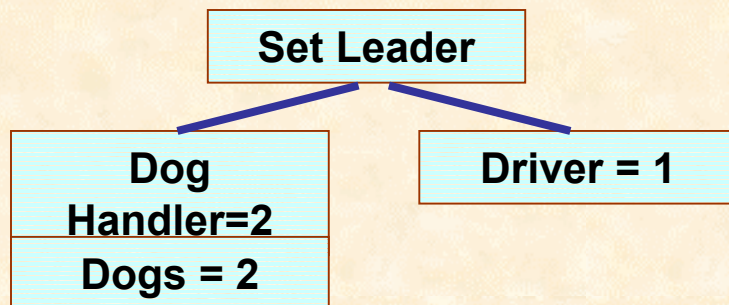 Set Leader
Dog
Handler=2
Dogs = 2
Driver = 1